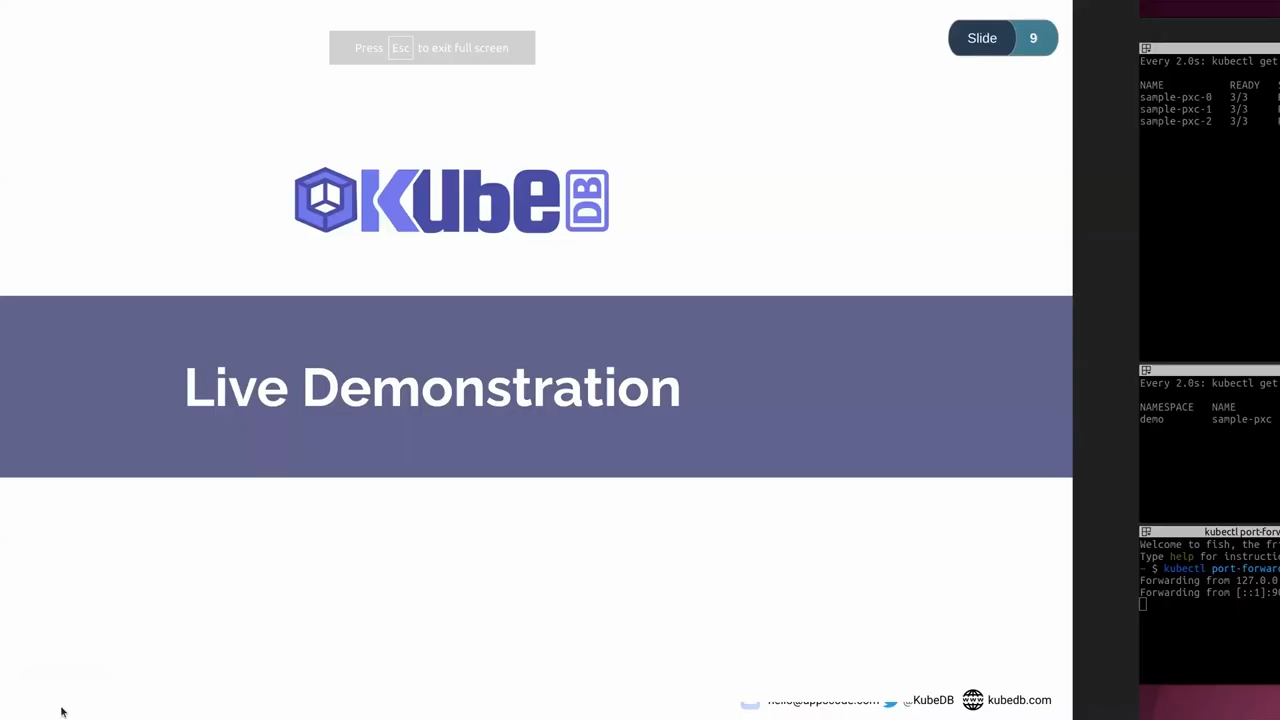 Press Esc to exit full screen
Slide 9
Kube DB
Live Demonstration
@KubeDB kubedb.com
Every 2.0s: kubectl get
NAME READY
sample-pxc-0 3/3
sample-pxc-1 3/3
sample-pxc-2 3/3
Every 2.0s: kubectl get
NAMESPACE NAME
demo sample-pxc
kubectl port-forw
Welcome to fish, the fr
Type help for instructi
~ $ kubectl port-forward
Forwarding from 127.0.0
Forwarding from [::1]:90